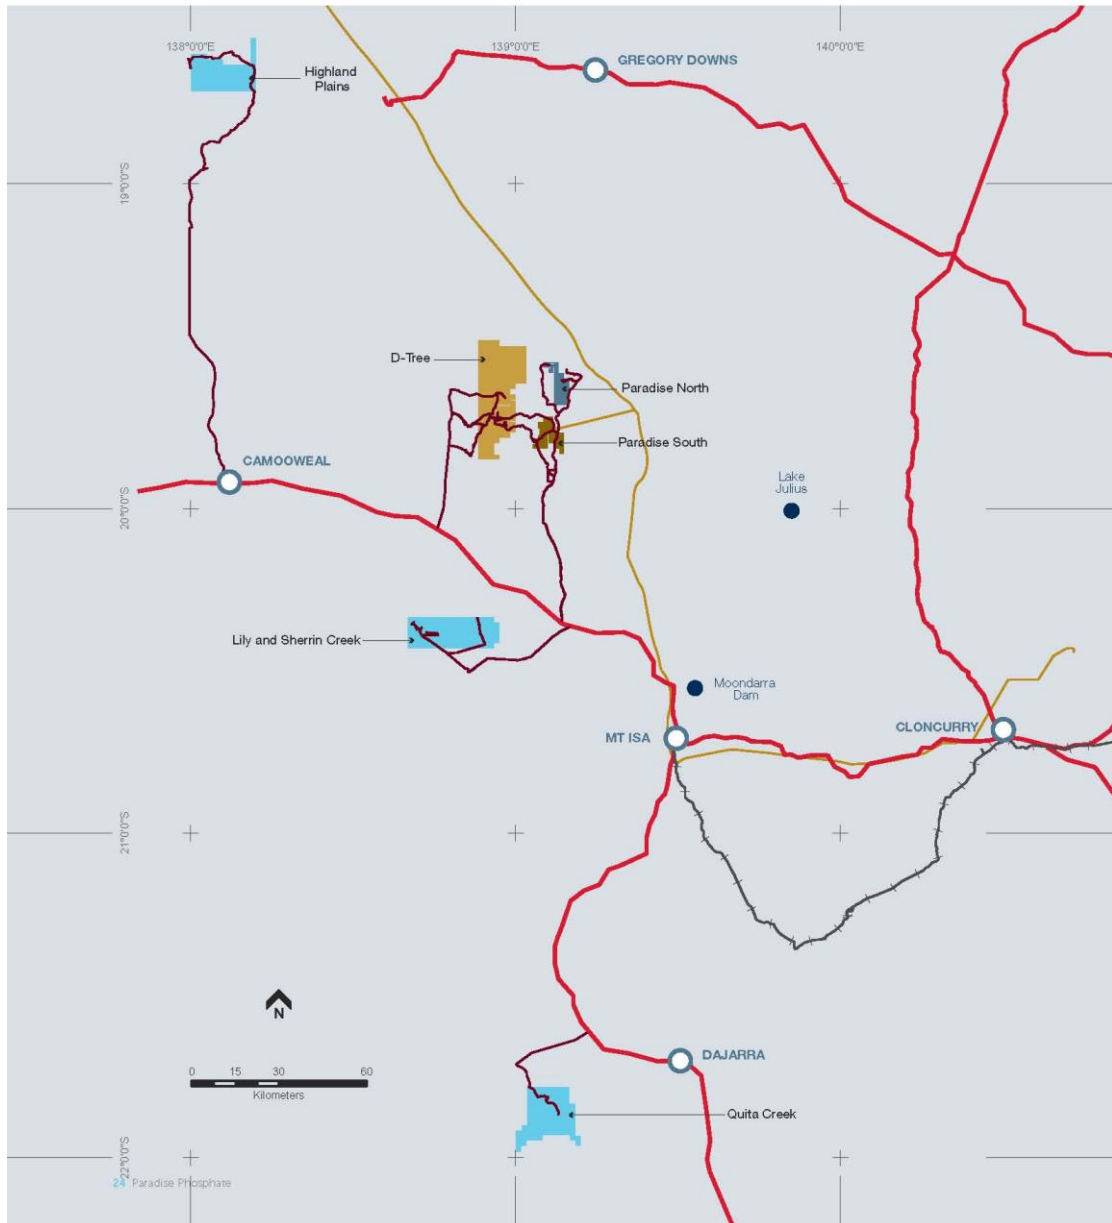 138°0'0"E
139°0'0"E
140°0'0"E
GREGORY DOWNS
Highland
Plains
19°0'0"S
D-Tree
Paradise North
Paradise South
CAMOOWEAL
Lake
Julius
20°0'0"S
Lily and Sherrin Creek
Moondarra
Dam
MT ISA
CLONCURRY
21°0'0"S
N
DAJARRA
0 15 30 60
Kilometers
Quita Creek
22°0'0"S
24 Paradise Phosphate